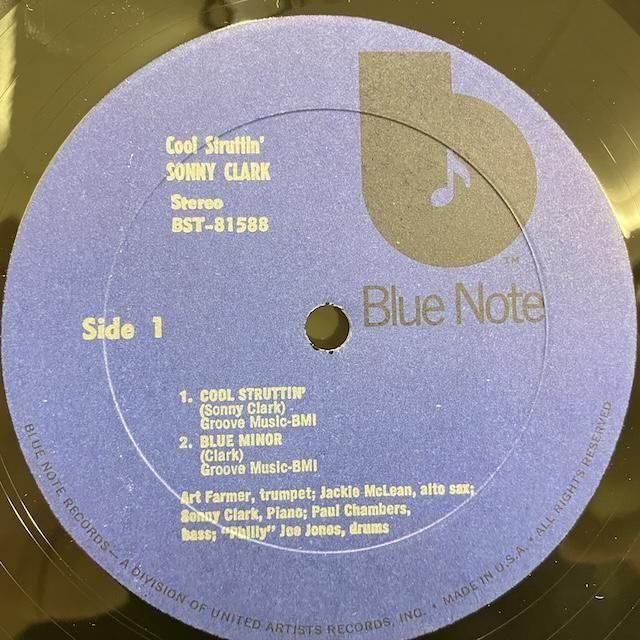 Cool Struttin'
SONNY CLARK
Stereo
BST-81588
b
TM
Blue Note
Side 1
1. COOL STRUTTIN'
(Sonny Clark)
Groove Music-BMI
2. BLUE MINOR
(Clark)
Groove Music-BMI
Art Farmer, trumpet; Jackie McLean, alto sax;
Sonny Clark, Piano; Paul Chambers,
bass; "Philly" Joe Jones, drums
BLUE NOTE RECORDS—A DIVISION OF UNITED ARTISTS RECORDS, INC. • MADE IN U.S.A. • ALL RIGHTS RESERVED